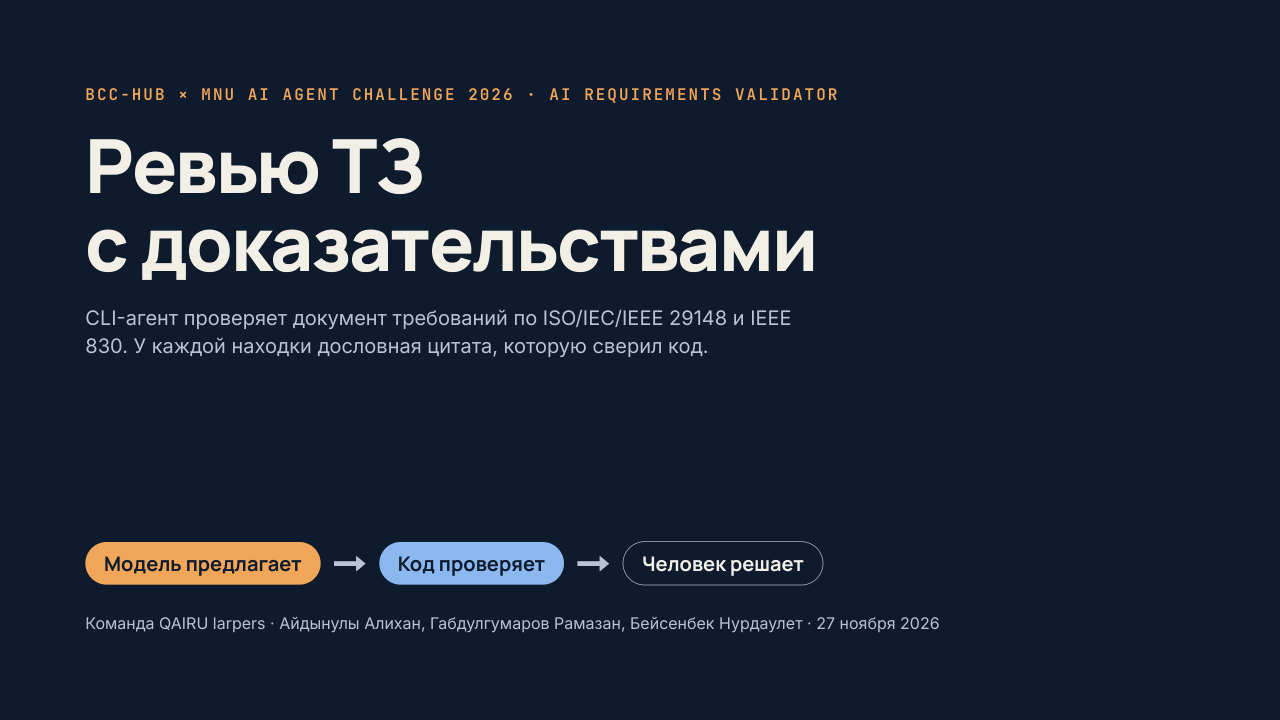 BCC-HUB × MNU AI AGENT CHALLENGE 2026 · AI REQUIREMENTS VALIDATOR
Ревью ТЗ
с доказательствами
CLI-агент проверяет документ требований по ISO/IEC/IEEE 29148 и IEEE
830. У каждой находки дословная цитата, которую сверил код.
Модель предлагает → Код проверяет → Человек решает
Команда QAIRU larpers · Айдынулы Алихан, Габдулгумаров Рамазан, Бейсенбек Нурдаулет · 27 ноября 2026